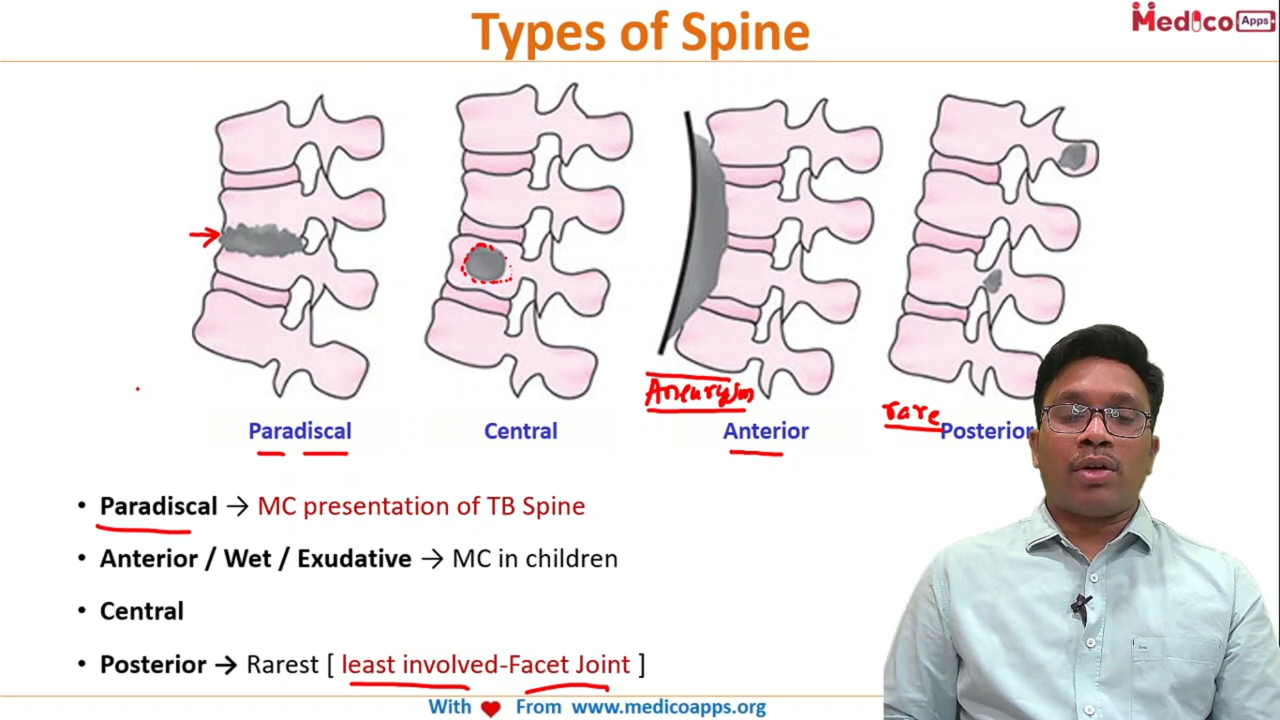 Types of Spine
Medico Apps
Aneurysm
rare
Paradiscal
Central
Anterior
Posterior
• Paradiscal → MC presentation of TB Spine
• Anterior / Wet / Exudative → MC in children
• Central
• Posterior → Rarest [ least involved-Facet Joint ]
With ❤ From www.medicoapps.org